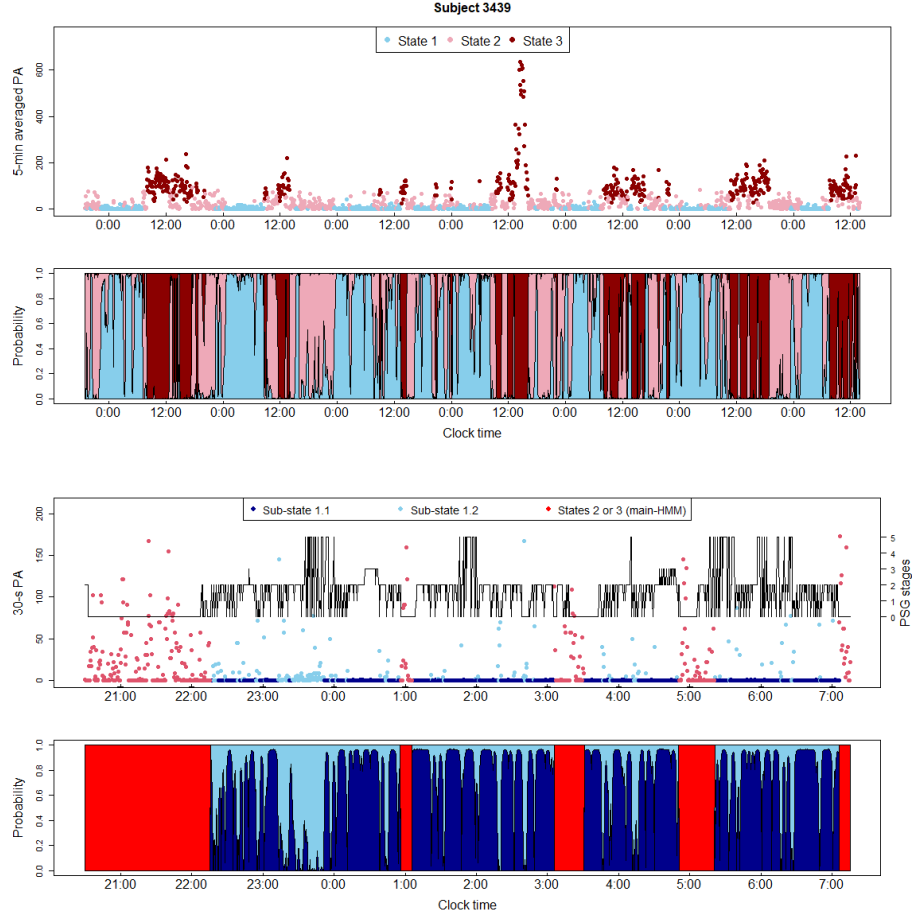 Subject 3439
State 1 State 2 State 3
5-min averaged PA
600
400
200
0
0:00 12:00 0:00 12:00 0:00 12:00 0:00 12:00 0:00 12:00 0:00 12:00 0:00 12:00
Probability
1.0
0.8
0.6
0.4
0.2
0.0
0:00 12:00 0:00 12:00 0:00 12:00 0:00 12:00 0:00 12:00 0:00 12:00 0:00 12:00
Clock time
Sub-state 1.1 Sub-state 1.2 States 2 or 3 (main-HMM)
30-s PA
200
150
100
50
0
5
4
3
2
1
0
PSG stages
21:00 22:00 23:00 0:00 1:00 2:00 3:00 4:00 5:00 6:00 7:00
Probability
1.0
0.8
0.6
0.4
0.2
0.0
21:00 22:00 23:00 0:00 1:00 2:00 3:00 4:00 5:00 6:00 7:00
Clock time